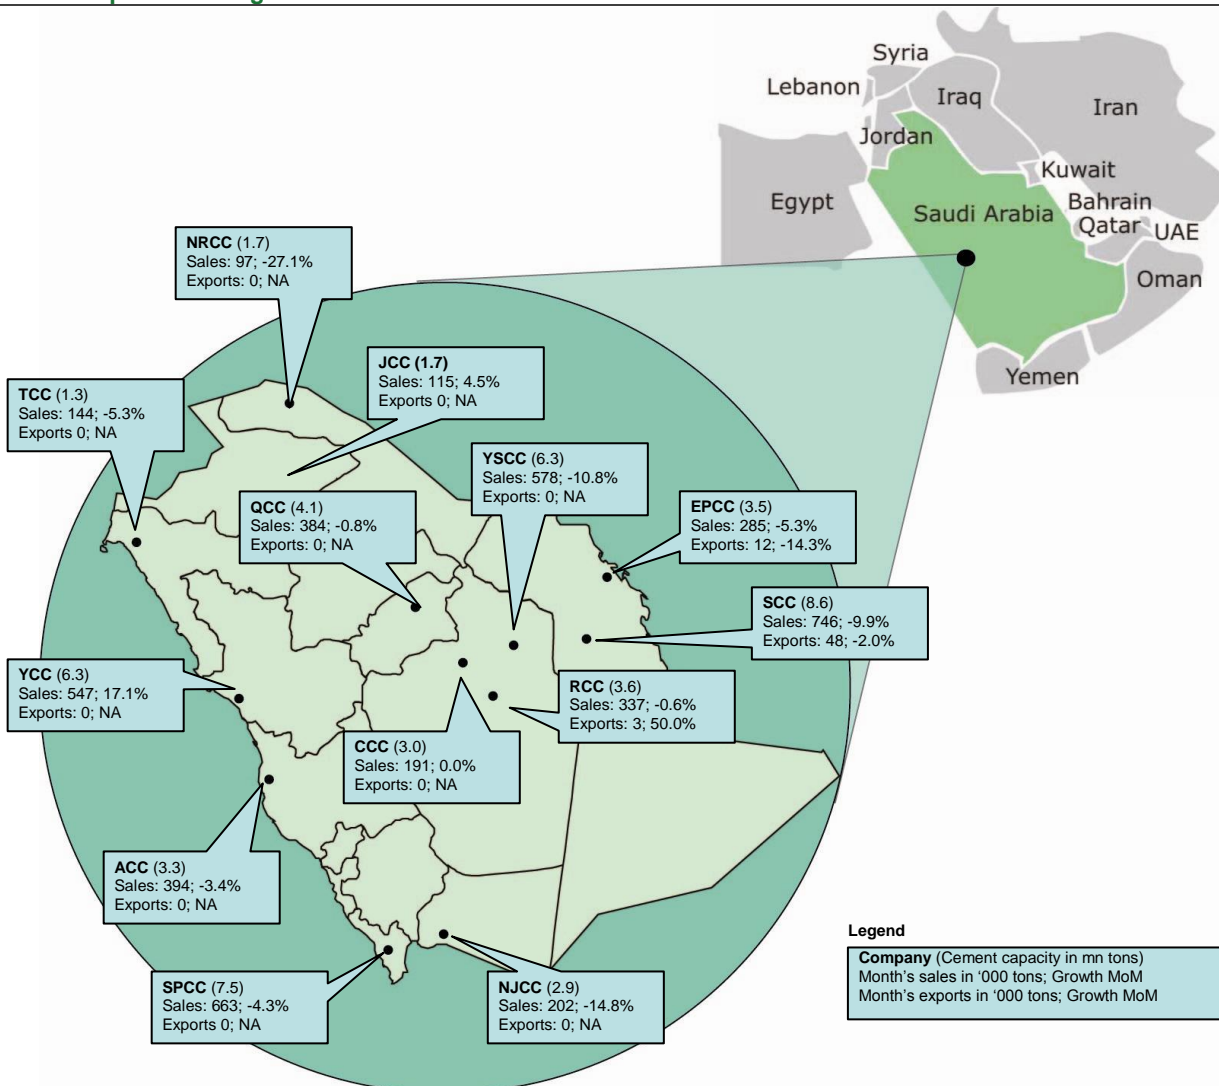 Syria
Lebanon
Iraq
Iran
Jordan
Kuwait
Egypt
Bahrain
Saudi Arabia
Qatar
UAE
Oman
Yemen
NRCC (1.7)
Sales: 97; -27.1%
Exports: 0; NA
JCC (1.7)
Sales: 115; 4.5%
Exports 0; NA
TCC (1.3)
Sales: 144; -5.3%
Exports 0; NA
YSCC (6.3)
Sales: 578; -10.8%
Exports: 0; NA
QCC (4.1)
Sales: 384; -0.8%
Exports: 0; NA
EPCC (3.5)
Sales: 285; -5.3%
Exports: 12; -14.3%
SCC (8.6)
Sales: 746; -9.9%
Exports: 48; -2.0%
YCC (6.3)
Sales: 547; 17.1%
Exports: 0; NA
RCC (3.6)
Sales: 337; -0.6%
Exports: 3; 50.0%
CCC (3.0)
Sales: 191; 0.0%
Exports: 0; NA
ACC (3.3)
Sales: 394; -3.4%
Exports: 0; NA
SPCC (7.5)
Sales: 663; -4.3%
Exports 0; NA
NJCC (2.9)
Sales: 202; -14.8%
Exports: 0; NA
Legend
Company (Cement capacity in mn tons)
Month's sales in '000 tons; Growth MoM
Month's exports in '000 tons; Growth MoM